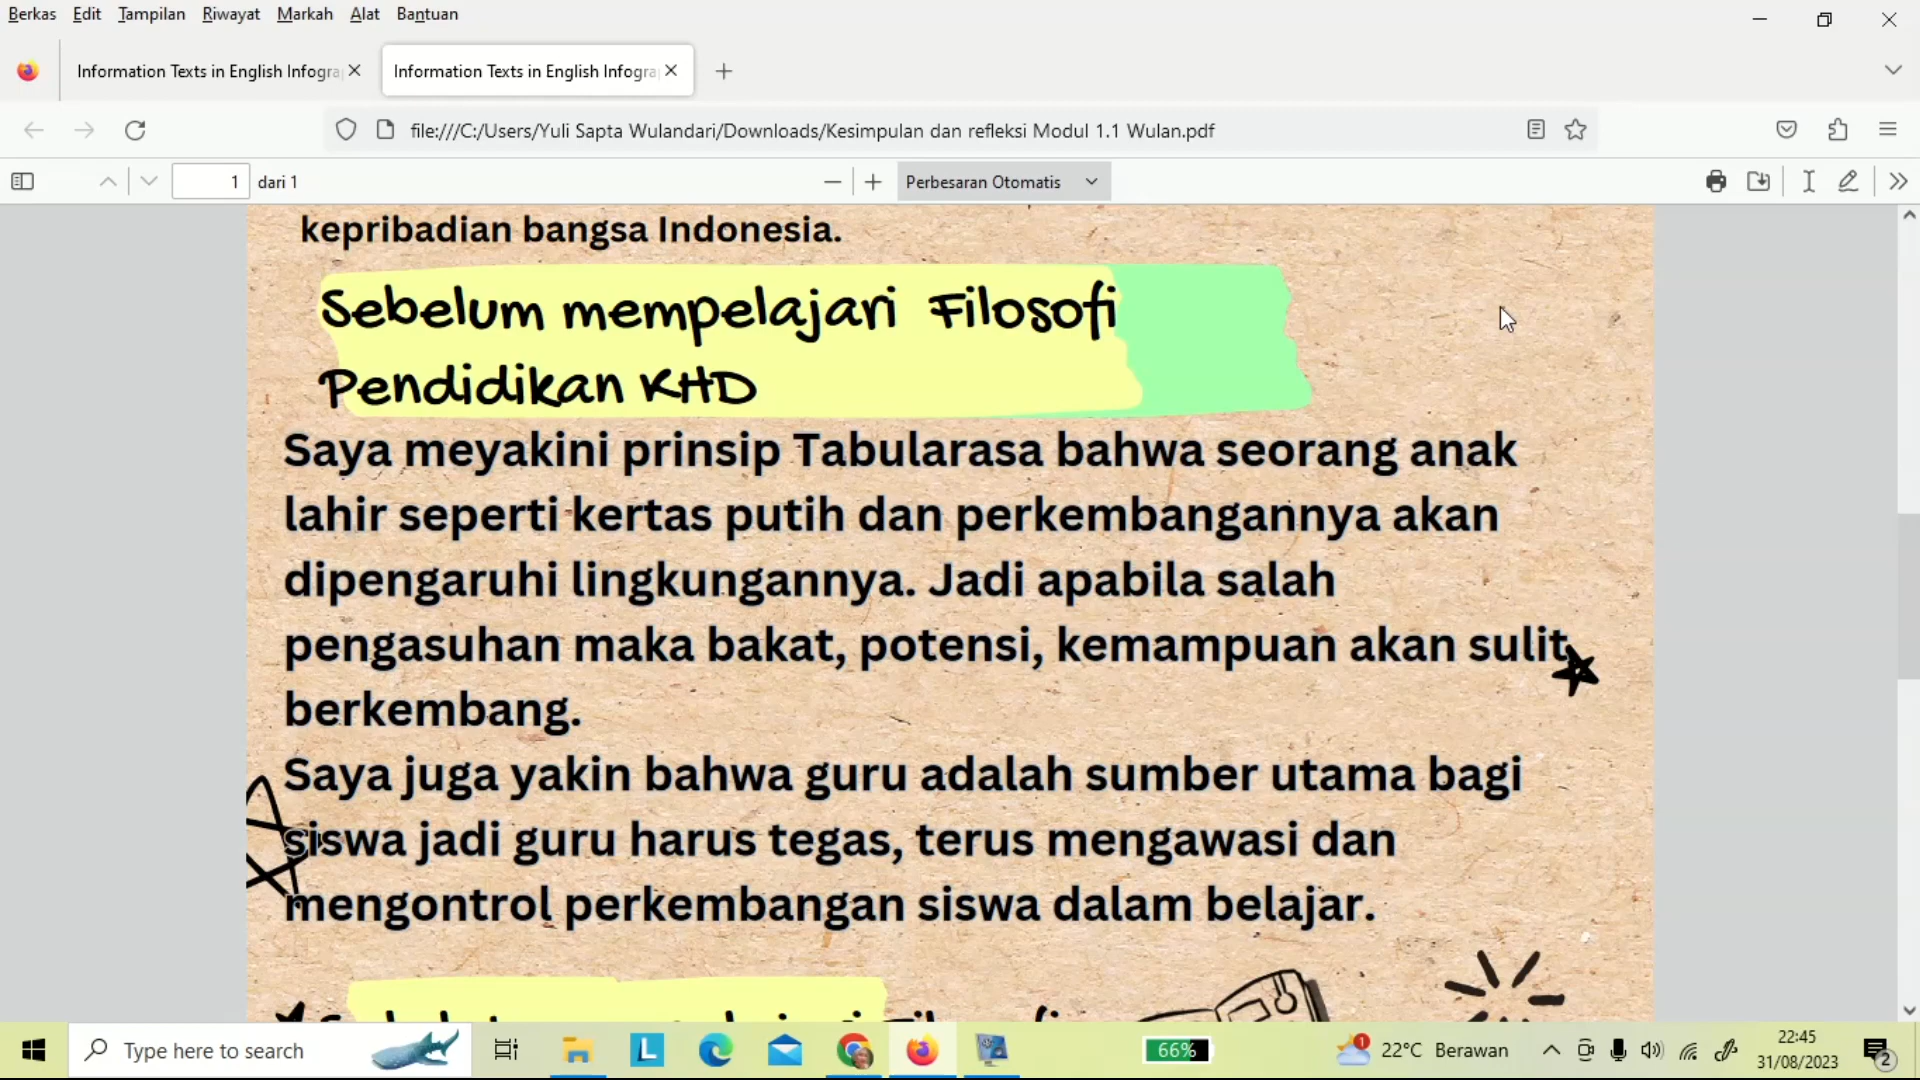 Berkas Edit Tampilan Riwayat Markah Alat Bantuan
Information Texts in English Infogra
Information Texts in English Infogra
file:///C:/Users/Yuli Sapta Wulandari/Downloads/Kesimpulan dan refleksi Modul 1.1 Wulan.pdf
1 dari 1
Perbesaran Otomatis
kepribadian bangsa Indonesia.
Sebelum mempelajari Filosofi
Pendidikan KHD
Saya meyakini prinsip Tabularasa bahwa seorang anak
lahir seperti kertas putih dan perkembangannya akan
dipengaruhi lingkungannya. Jadi apabila salah
pengasuhan maka bakat, potensi, kemampuan akan sulit
berkembang.
Saya juga yakin bahwa guru adalah sumber utama bagi
siswa jadi guru harus tegas, terus mengawasi dan
mengontrol perkembangan siswa dalam belajar.
Type here to search
L
66%
1
22°C Berawan
22:45
31/08/2023
2